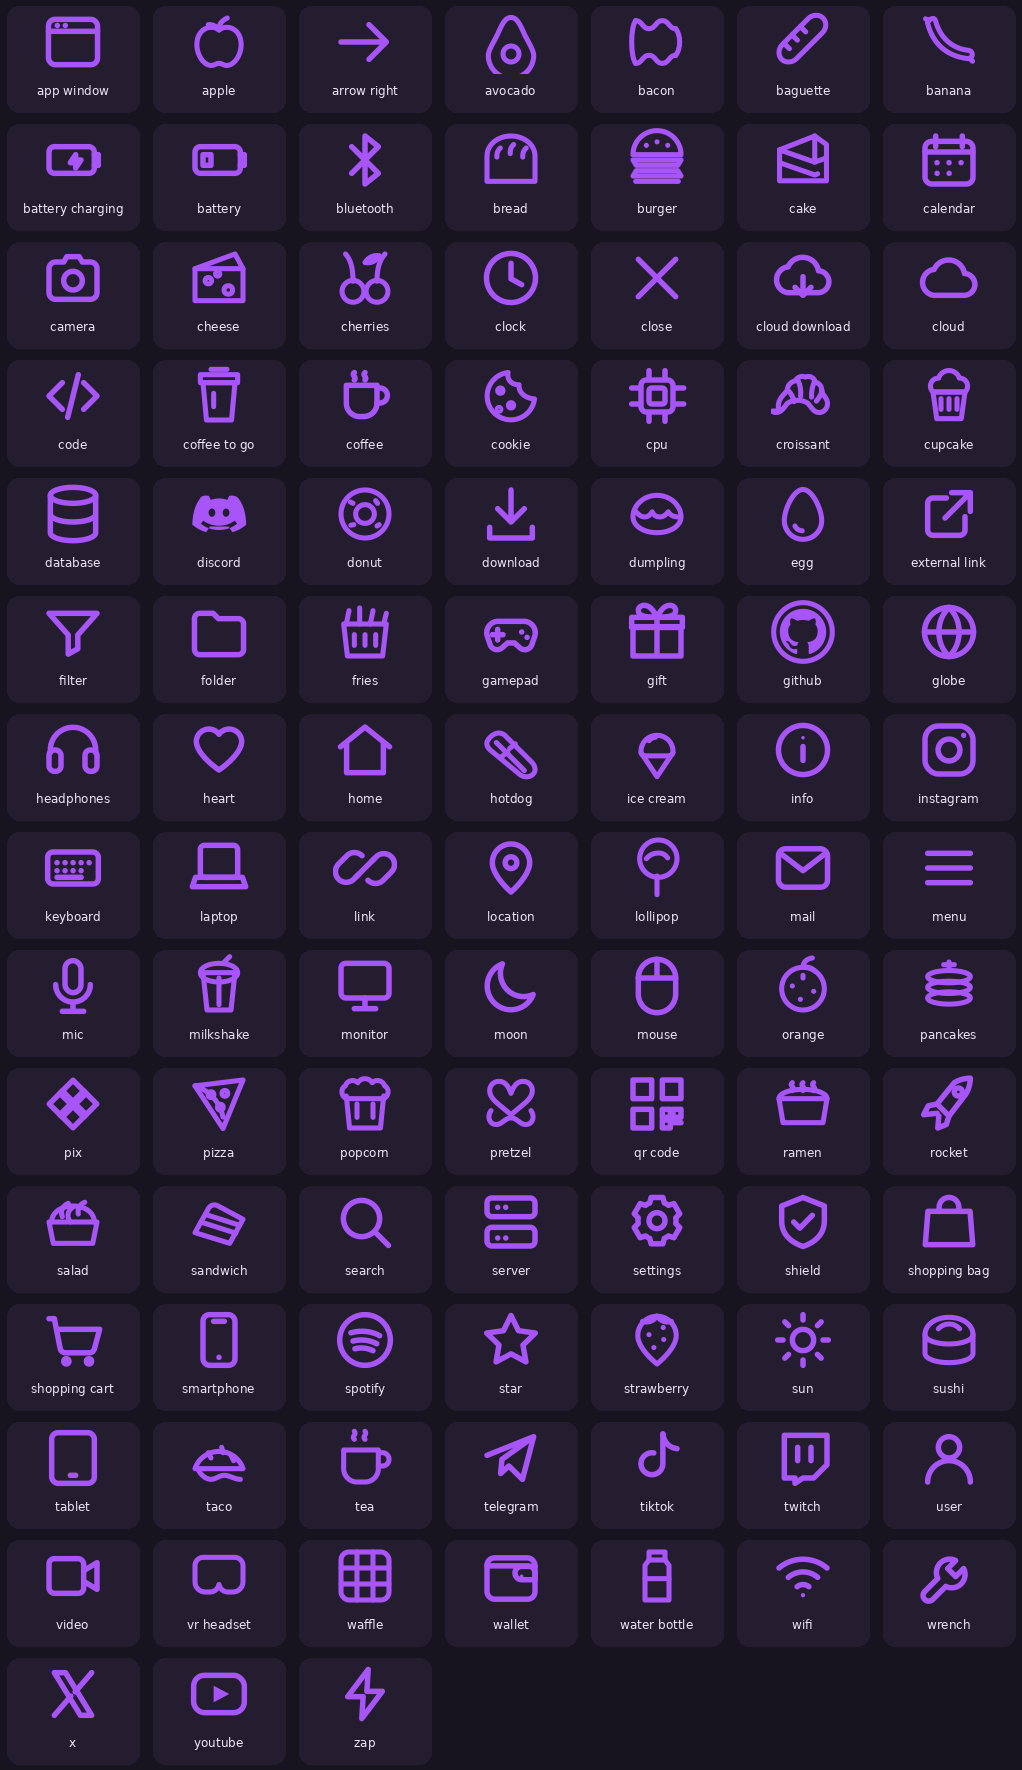 app window
apple
arrow right
avocado
bacon
baguette
banana
battery charging
battery
bluetooth
bread
burger
cake
calendar
camera
cheese
cherries
clock
close
cloud download
cloud
code
coffee to go
coffee
cookie
cpu
croissant
cupcake
database
discord
donut
download
dumpling
egg
external link
filter
folder
fries
gamepad
gift
github
globe
headphones
heart
home
hotdog
ice cream
info
instagram
keyboard
laptop
link
location
lollipop
mail
menu
mic
milkshake
monitor
moon
mouse
orange
pancakes
pix
pizza
popcorn
pretzel
qr code
ramen
rocket
salad
sandwich
search
server
settings
shield
shopping bag
shopping cart
smartphone
spotify
star
strawberry
sun
sushi
tablet
taco
tea
telegram
tiktok
twitch
user
video
vr headset
waffle
wallet
water bottle
wifi
wrench
x
youtube
zap